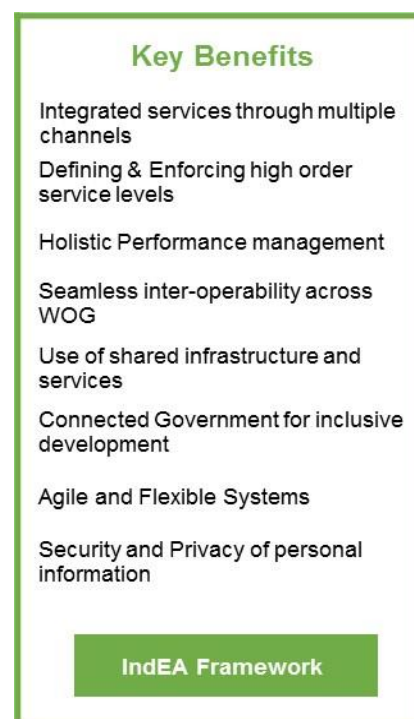 Key Benefits
Integrated services through multiple
channels
Defining & Enforcing high order
service levels
Holistic Performance management
Seamless inter-operability across
WOG
Use of shared infrastructure and
services
Connected Government for inclusive
development
Agile and Flexible Systems
Security and Privacy of personal
information
IndEA Framework